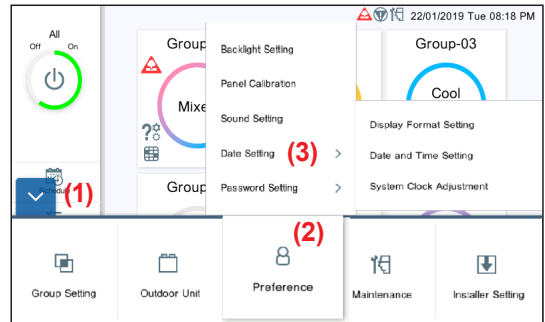 22/01/2019 Tue 08:18 PM
All
Off On
Group
Mixe
Group-03
Cool
Backlight Setting
Panel Calibration
Sound Setting
Date Setting (3) >
Password Setting >
Display Format Setting
Date and Time Setting
System Clock Adjustment
(1)
Group
(2)
Group Setting
Outdoor Unit
Preference
Maintenance
Installer Setting